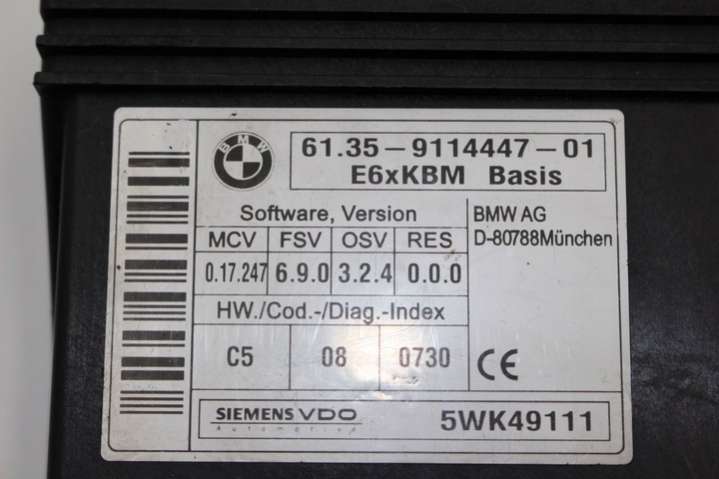 BMW
61.35-9114447-01
E6xKBM Basis
Software, Version
MCV FSV OSV RES
0.17.247 6.9.0 3.2.4 0.0.0
BMW AG
D-80788München
HW./Cod.-/Diag.-Index
C5 08 0730
CE
SIEMENS VDO
Automotive
5WK49111